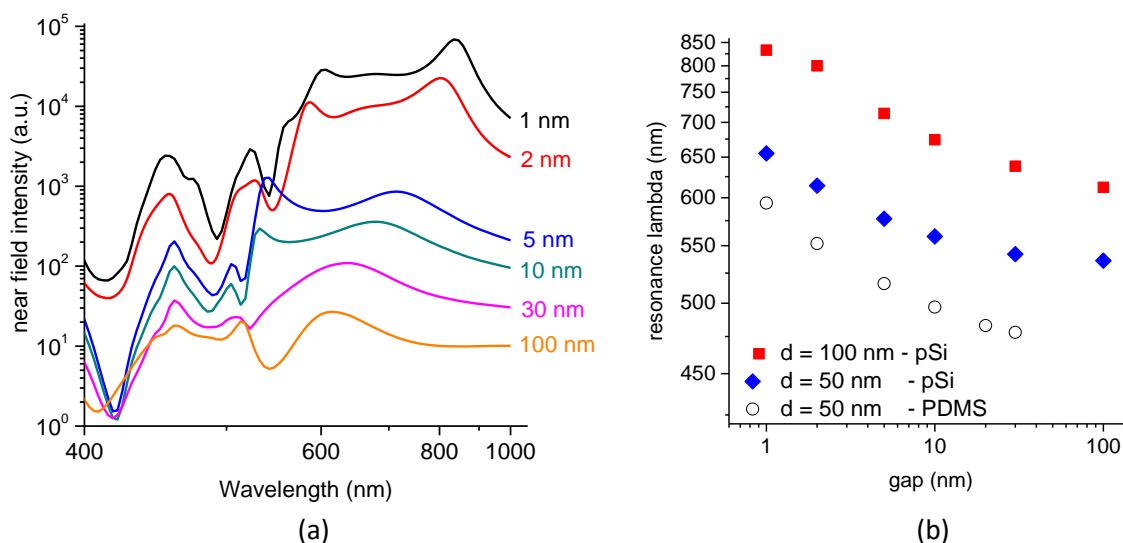 10^5
10^4
10^3
10^2
10^1
10^0
near field intensity (a.u.)
1 nm
2 nm
5 nm
10 nm
30 nm
100 nm
400
600
800
1000
Wavelength (nm)
(a)
850
800
750
700
650
600
550
500
450
resonance lambda (nm)
d = 100 nm - pSi
d = 50 nm - pSi
d = 50 nm - PDMS
1
10
100
gap (nm)
(b)